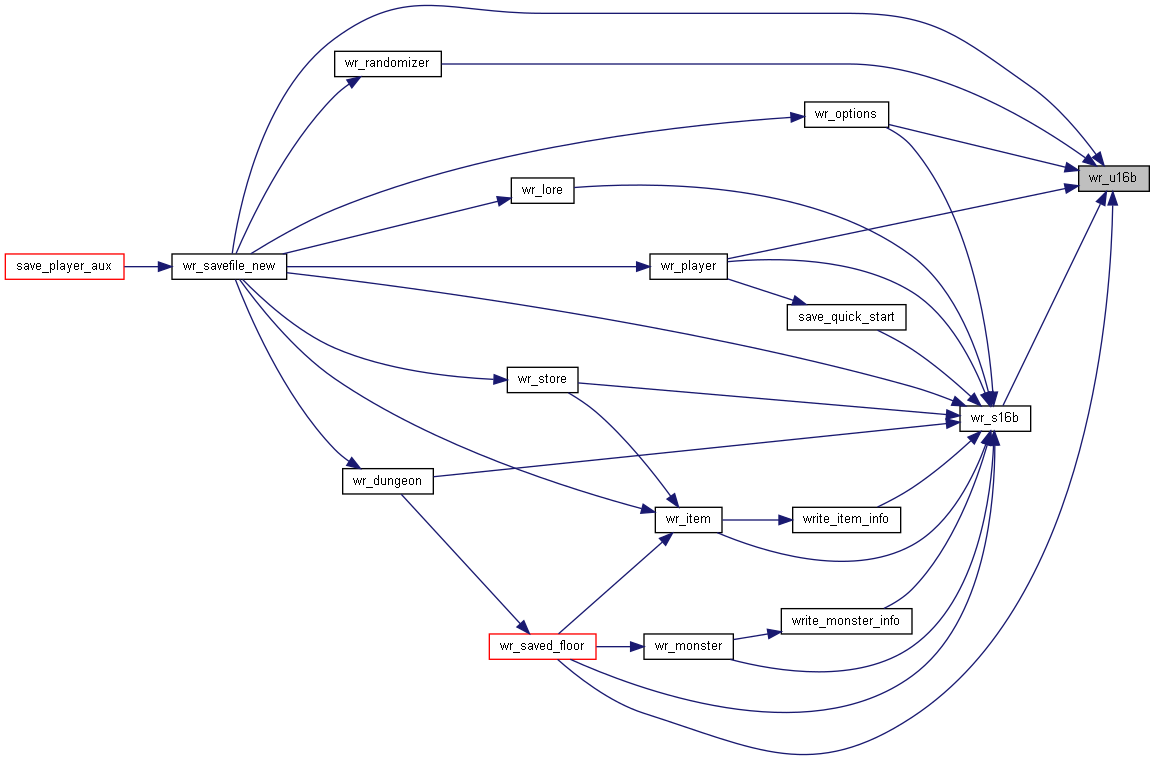 wr_randomizer
wr_options
wr_u16b
wr_lore
save_player_aux
wr_savefile_new
wr_player
save_quick_start
wr_store
wr_s16b
wr_dungeon
wr_item
write_item_info
write_monster_info
wr_saved_floor
wr_monster